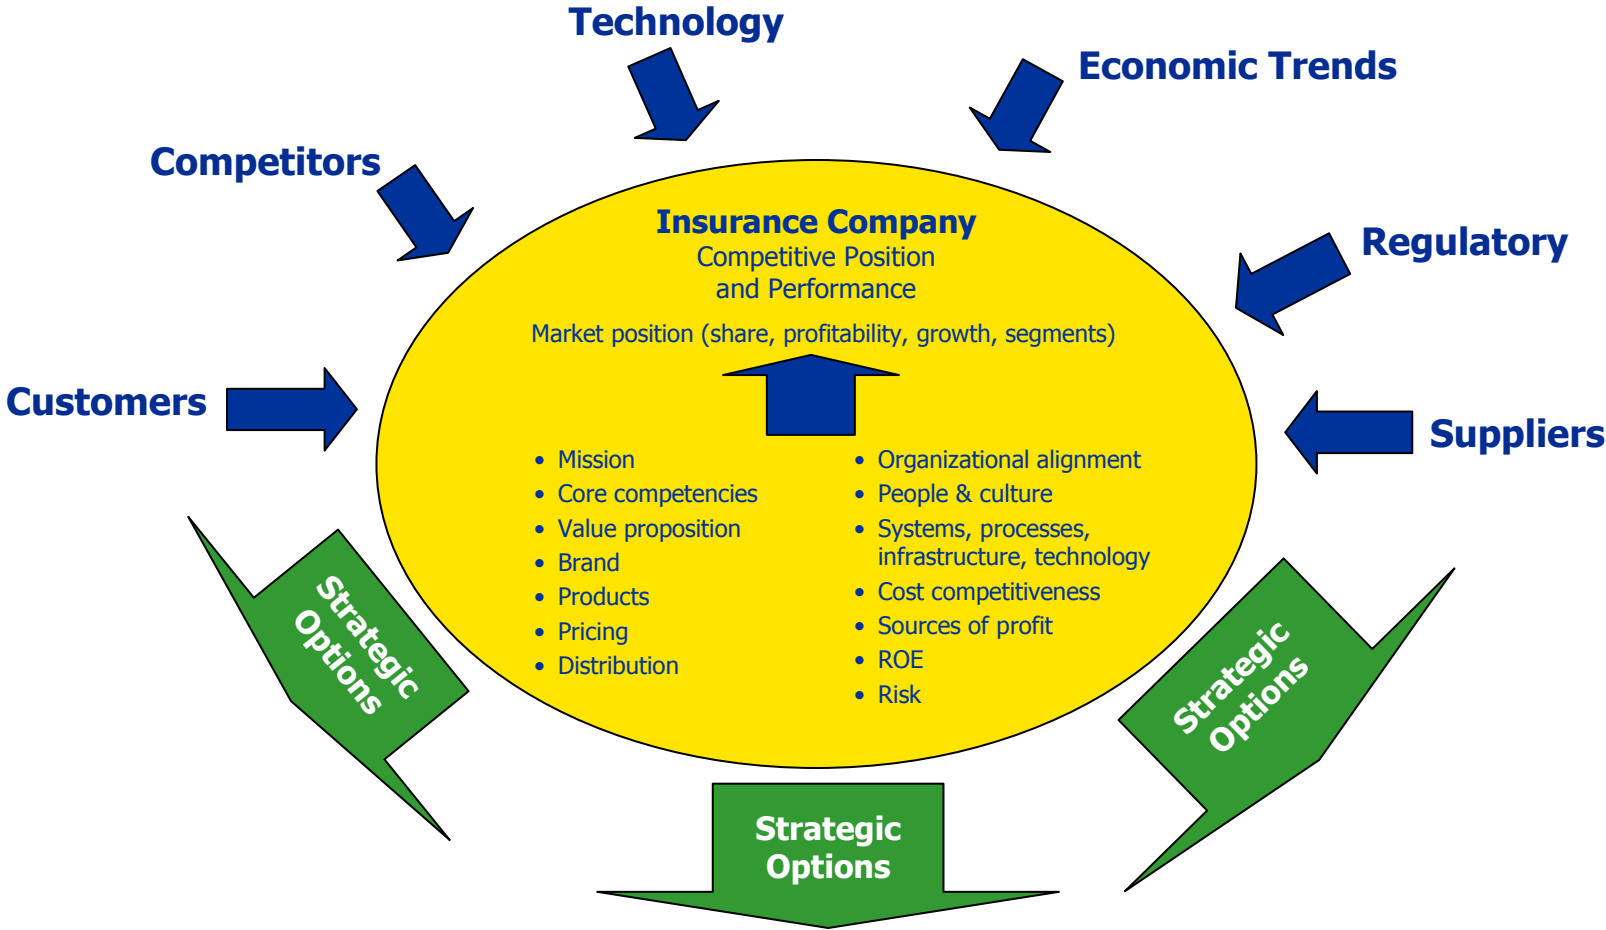 Technology
Economic Trends
Competitors
Regulatory
Customers
Suppliers
Insurance Company
Competitive Position
and Performance
Market position (share, profitability, growth, segments)
• Mission
• Core competencies
• Value proposition
• Brand
• Products
• Pricing
• Distribution
• Organizational alignment
• People & culture
• Systems, processes,
infrastructure, technology
• Cost competitiveness
• Sources of profit
• ROE
• Risk
Strategic
Options
Strategic
Options
Strategic
Options